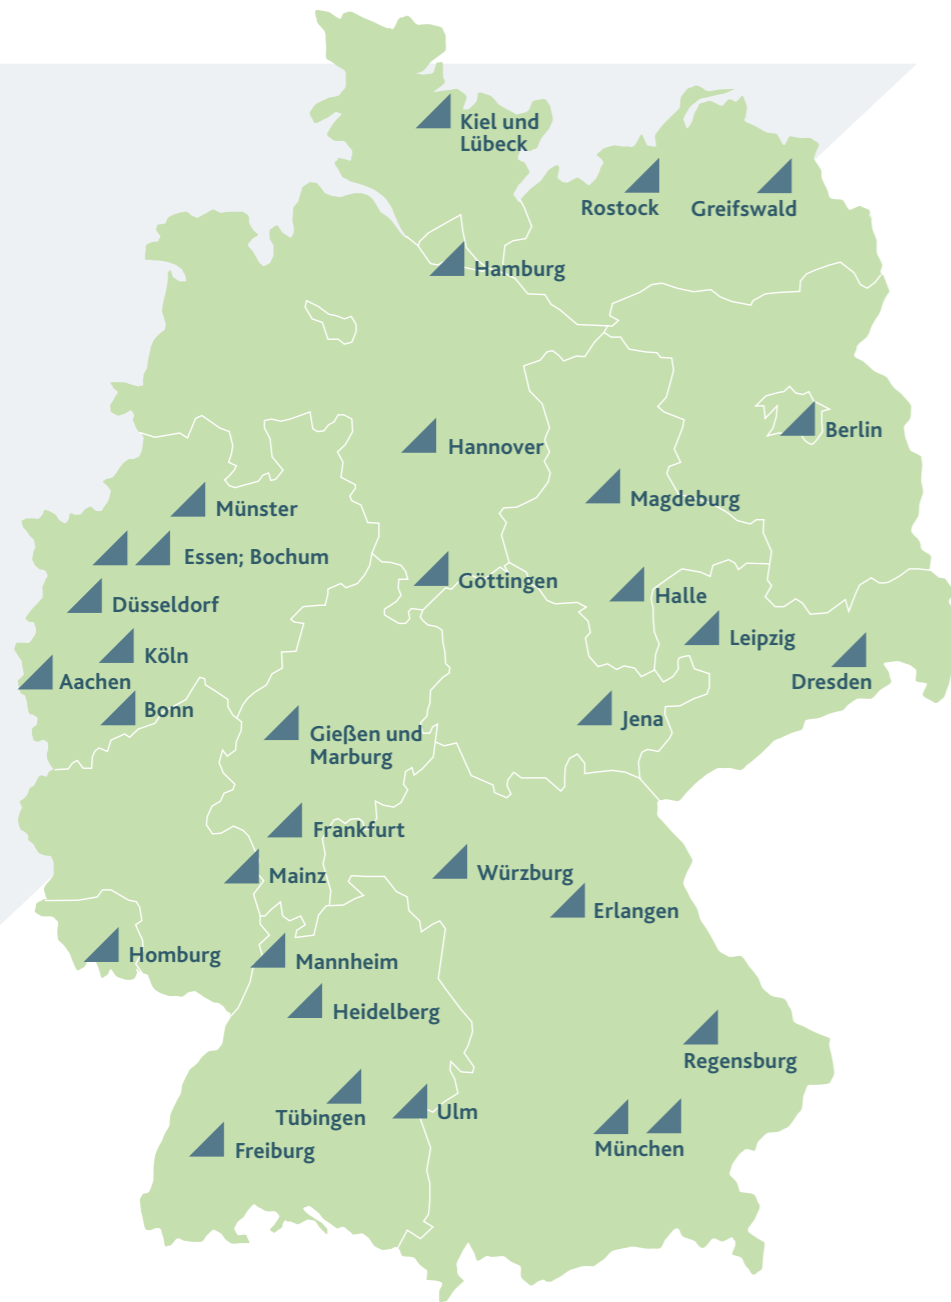 Kiel und
Lübeck
Rostock
Greifswald
Hamburg
Berlin
Hannover
Magdeburg
Münster
Essen; Bochum
Göttingen
Halle
Düsseldorf
Leipzig
Köln
Aachen
Dresden
Bonn
Jena
Gießen und
Marburg
Frankfurt
Mainz
Würzburg
Erlangen
Homburg
Mannheim
Heidelberg
Regensburg
Tübingen
Ulm
München
Freiburg